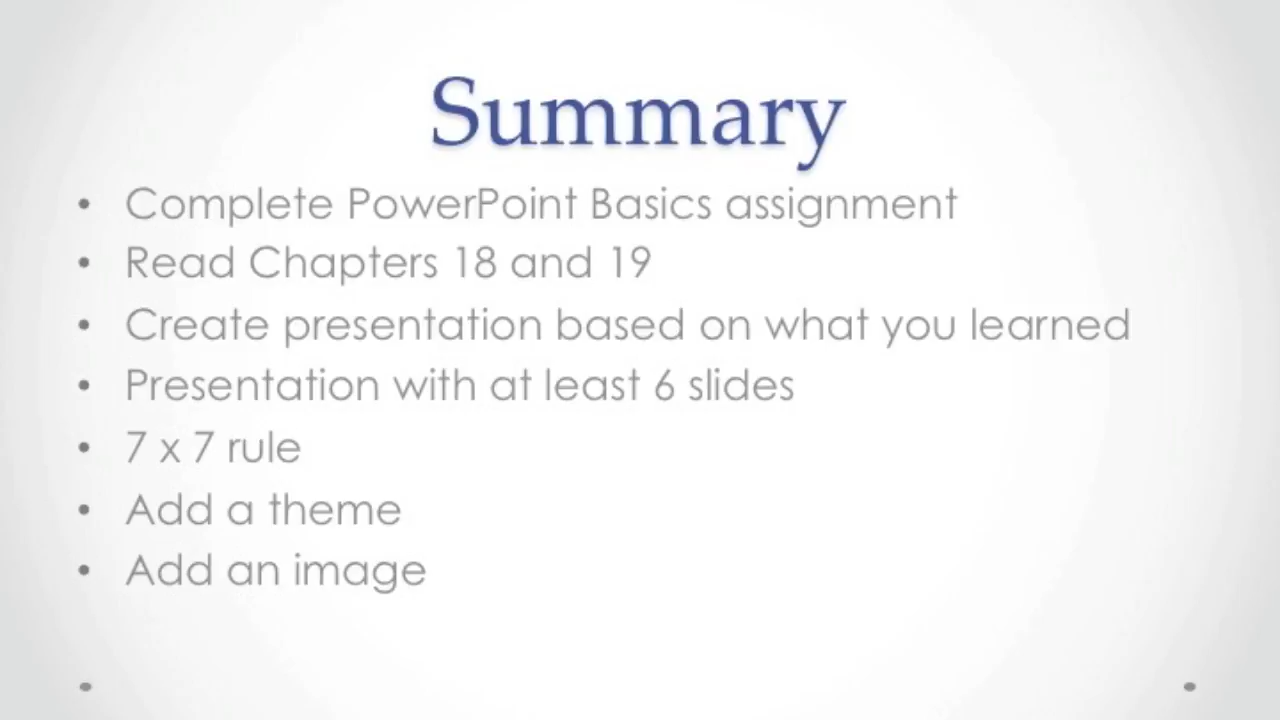 Summary
• Complete PowerPoint Basics assignment
• Read Chapters 18 and 19
• Create presentation based on what you learned
• Presentation with at least 6 slides
• 7 x 7 rule
• Add a theme
• Add an image